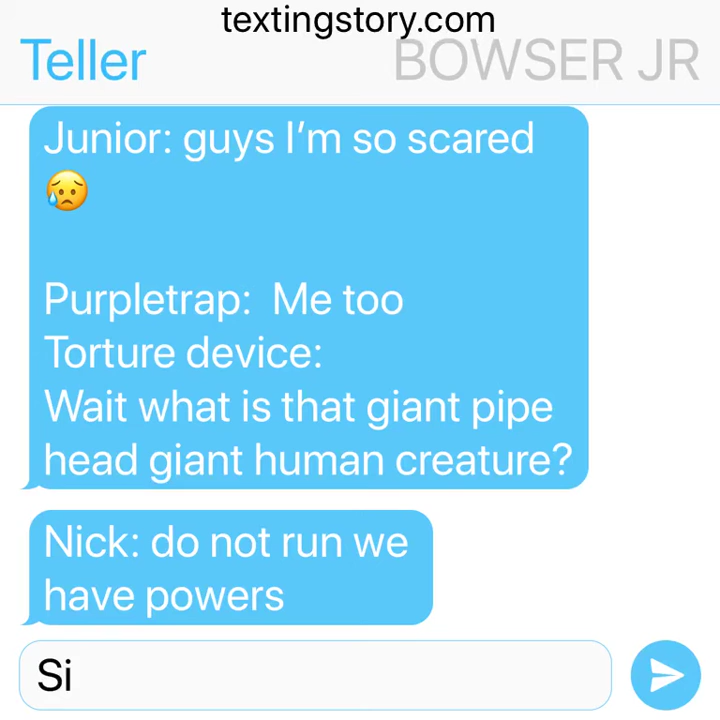 textingstory.com
Teller BOWSER JR
Junior: guys I’m so scared
😥
Purpletrap:  Me too
Torture device:
Wait what is that giant pipe
head giant human creature?
Nick: do not run we
have powers
Si